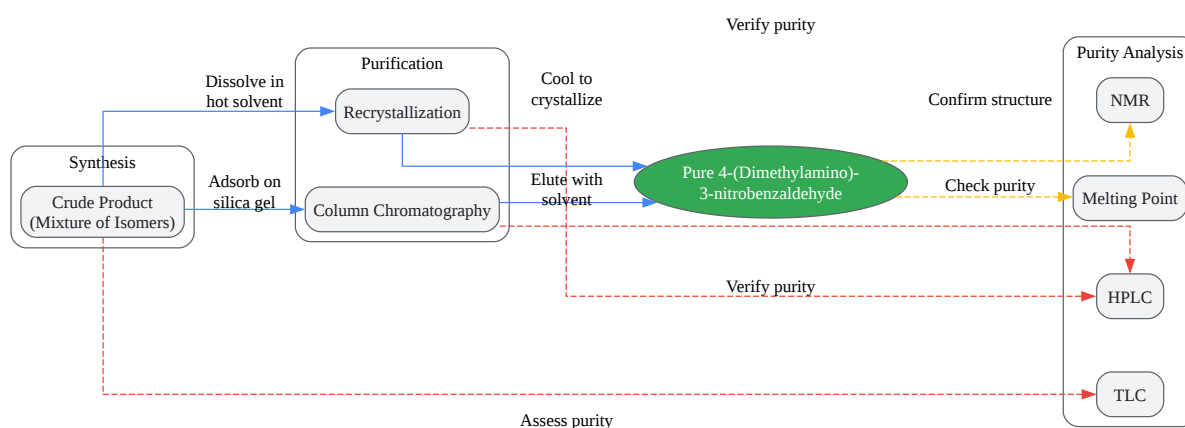 Verify purity
Synthesis
Crude Product
(Mixture of Isomers)
Dissolve in
hot solvent
Adsorb on
silica gel
Purification
Recrystallization
Column Chromatography
Cool to
crystallize
Elute with
solvent
Pure 4-(Dimethylamino)-
3-nitrobenzaldehyde
Confirm structure
Check purity
Verify purity
Assess purity
Purity Analysis
NMR
Melting Point
HPLC
TLC